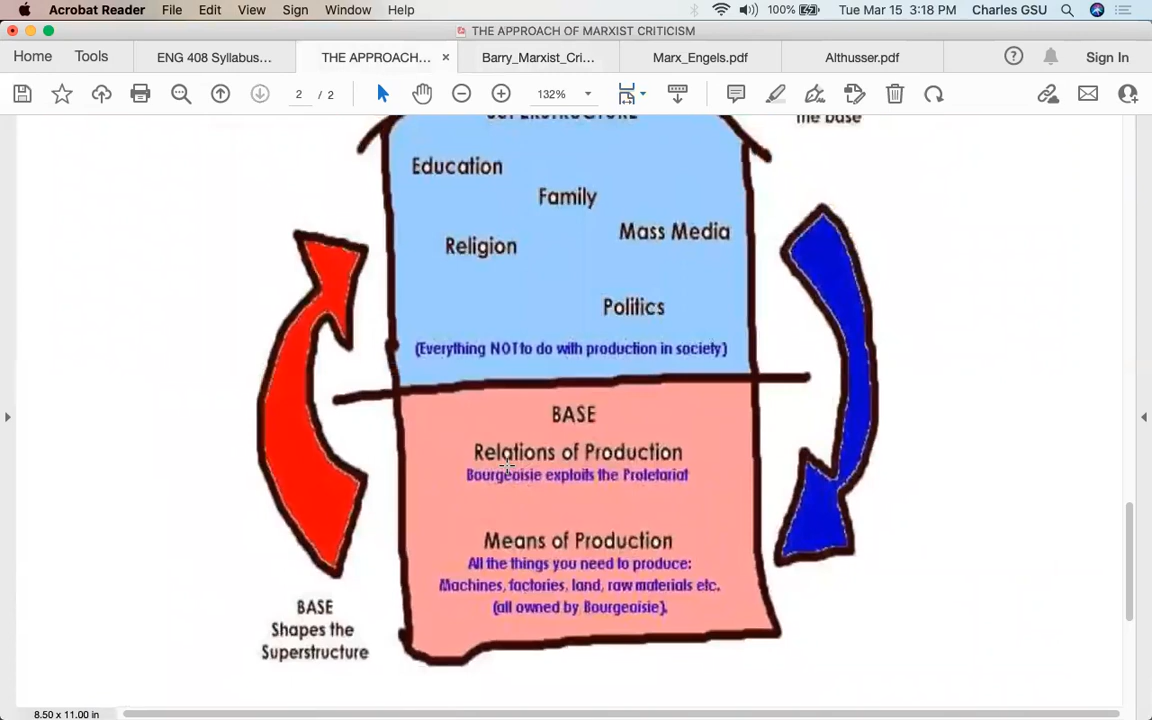 Acrobat Reader File Edit View Sign Window Help 100% Tue Mar 15 3:18 PM Charles GSU
THE APPROACH OF MARXIST CRITICISM
Home Tools ENG 408 Syllabus... THE APPROACH... × Barry_Marxist_Cri... Marx_Engels.pdf Althusser.pdf ? Sign In
2 / 2 132%
SUPERSTRUCTURE
the base
Education
Family
Mass Media
Religion
Politics
(Everything NOT to do with production in society)
BASE
Relations of Production
Bourgeoisie exploits the Proletariat
Means of Production
All the things you need to produce:
Machines, factories, land, raw materials etc.
(all owned by Bourgeoisie).
BASE
Shapes the
Superstructure
8.50 x 11.00 in